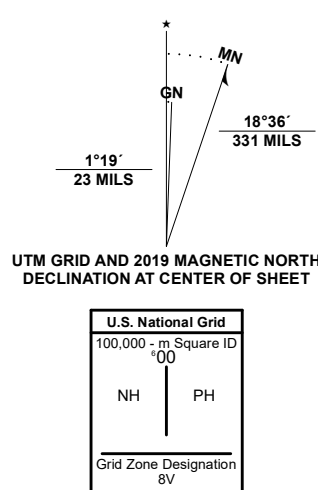 ★
MN
GN
18°36´
331 MILS
1°19´
23 MILS
UTM GRID AND 2019 MAGNETIC NORTH
DECLINATION AT CENTER OF SHEET
U.S. National Grid
100,000 - m Square ID
⁶00
NH PH
Grid Zone Designation
8V